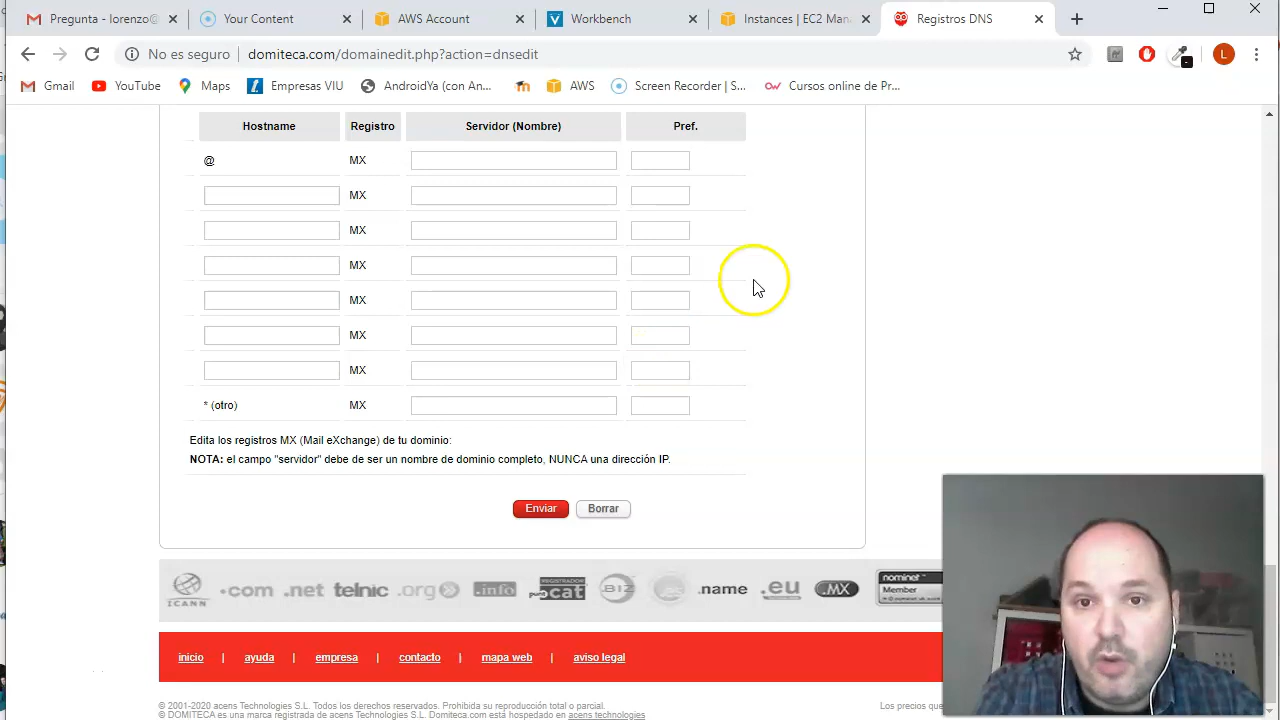 Pregunta - lorenzo@
Your Content
AWS Account
Workbench
Instances | EC2 Man
Registros DNS
No es seguro
domiteca.com/domainedit.php?action=dnsedit
L
Gmail
YouTube
Maps
Empresas VIU
AndroidYa (con An...
AWS
Screen Recorder | S...
Cursos online de Pr...
Hostname Registro Servidor (Nombre) Pref.
@ MX
MX
MX
MX
MX
MX
MX
* (otro) MX
Edita los registros MX (Mail eXchange) de tu dominio:
NOTA: el campo "servidor" debe de ser un nombre de dominio completo, NUNCA una dirección IP.
Enviar Borrar
ICANN
.com .net telnic .org .info
cat
BIZ
.name .eu .MX
nominet
Member
inicio | ayuda | empresa | contacto | mapa web | aviso legal
© 2001-2020 acens Technologies S.L. Todos los derechos reservados. Prohibida su reproducción total o parcial.
Los precios que
© DOMITECA es una marca registrada de acens Technologies S.L. Domiteca.com está hospedado en acens technologies